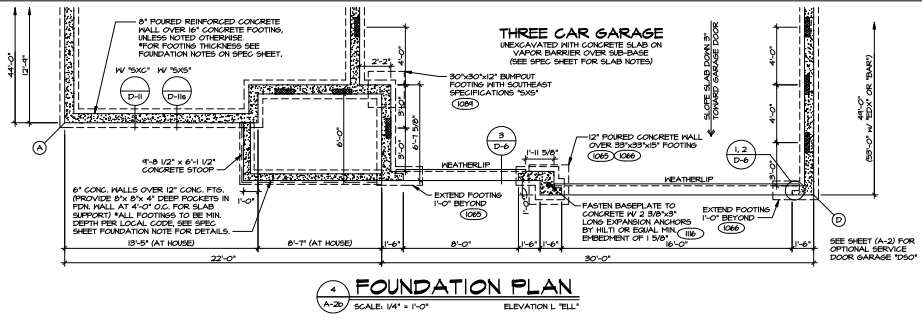 8" POURED REINFORCED CONCRETE
WALL OVER 16" CONCRETE FOOTING,
UNLESS NOTED OTHERWISE.
*FOR FOOTING THICKNESS SEE
FOUNDATION NOTES ON SPEC SHEET.
THREE CAR GARAGE
UNEXCAVATED WITH CONCRETE SLAB ON
VAPOR BARRIER OVER SUB-BASE
(SEE SPEC SHEET FOR SLAB NOTES)
SLOPE SLAB DOWN 3"
TOWARD GARAGE DOOR
44'-0"
12'-4"
W/ "SXC"
D-11
W/ "SXS"
D-11a
2'-2"
4'-0"
30"x30"x12" BUMPOUT
FOOTING WITH SOUTHEAST
SPECIFICATIONS "SXS"
1089
4'-0"
44'-0"
(53'-0" W/ "EDX" OR "EAR")
6'-0"
3'-0"
6'-7 5/8"
3
D-6
12" POURED CONCRETE WALL
OVER 33"x33"x15" FOOTING
1065
1066
1'-11 5/8"
1, 2
D-6
4'-0"
3'-0"
A
9'-8 1/2" x 6'-1 1/2"
CONCRETE STOOP
WEATHERLIP
WEATHERLIP
6" CONC. WALLS OVER 12" CONC. FTG.
(PROVIDE 8"x 8"x 4" DEEP POCKETS IN
FDN. WALL AT 4'-0" O.C. FOR SLAB
SUPPORT) *ALL FOOTINGS TO BE MIN.
DEPTH PER LOCAL CODE, SEE SPEC
SHEET FOUNDATION NOTE FOR DETAILS.
1'-0"
EXTEND FOOTING
1'-0" BEYOND
1065
FASTEN BASEPLATE TO
CONCRETE W/ 2 3/8"x3"
LONG EXPANSION ANCHORS
BY HILTI OR EQUAL MIN.
EMBEDMENT OF 1 5/8"
1116
EXTEND FOOTING
1'-0" BEYOND
1066
D
SEE SHEET (A-2) FOR
OPTIONAL SERVICE
DOOR GARAGE "DSO"
13'-5" (AT HOUSE)
8'-7" (AT HOUSE)
1'-6"
8'-0"
1'-6"
1'-6"
16'-0"
1'-6"
22'-0"
30'-0"
4
A-2b
FOUNDATION PLAN
SCALE: 1/4" = 1'-0"
ELEVATION L "ELL"